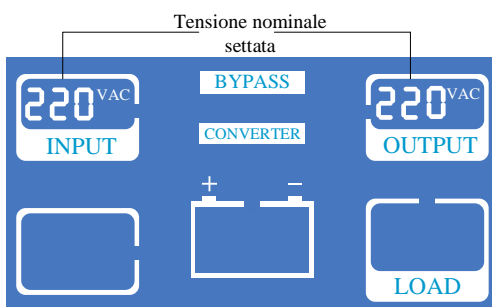 Tensione nominale
settata
220 VAC
BYPASS
220 VAC
INPUT
CONVERTER
OUTPUT
+ −
LOAD